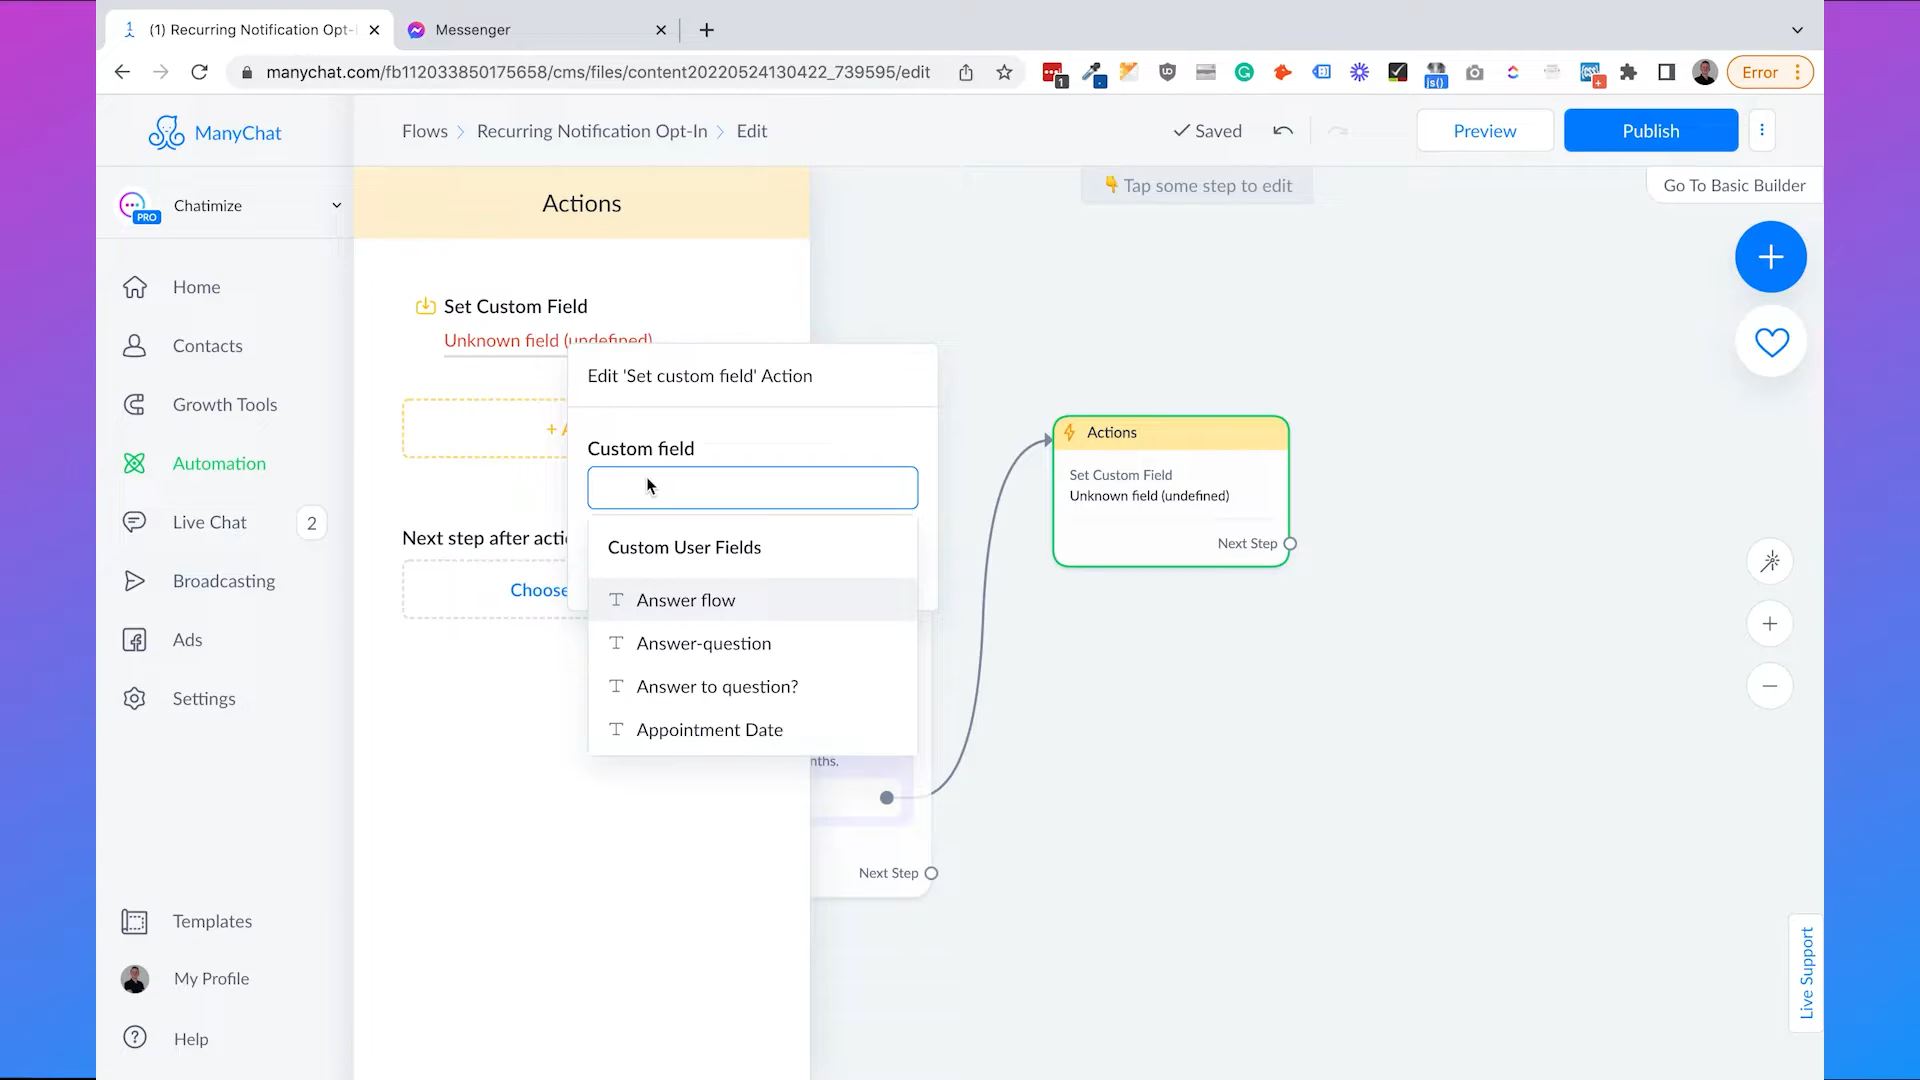 (1) Recurring Notification Opt-
Messenger
manychat.com/fb112033850175658/cms/files/content20220524130422_739595/edit
1
js()
Error
ManyChat
Flows
Recurring Notification Opt-In
Edit
Saved
Preview
Publish
PRO
Chatimize
Actions
Tap some step to edit
Go To Basic Builder
Home
Contacts
Growth Tools
Automation
Live Chat
2
Broadcasting
Ads
Settings
Templates
My Profile
Help
Set Custom Field
Unknown field (undefined)
+ A
Next step after acti
Choose
Edit 'Set custom field' Action
Custom field
Custom User Fields
Answer flow
Answer-question
Answer to question?
Appointment Date
nths.
Next Step
Actions
Set Custom Field
Unknown field (undefined)
Next Step
Live Support